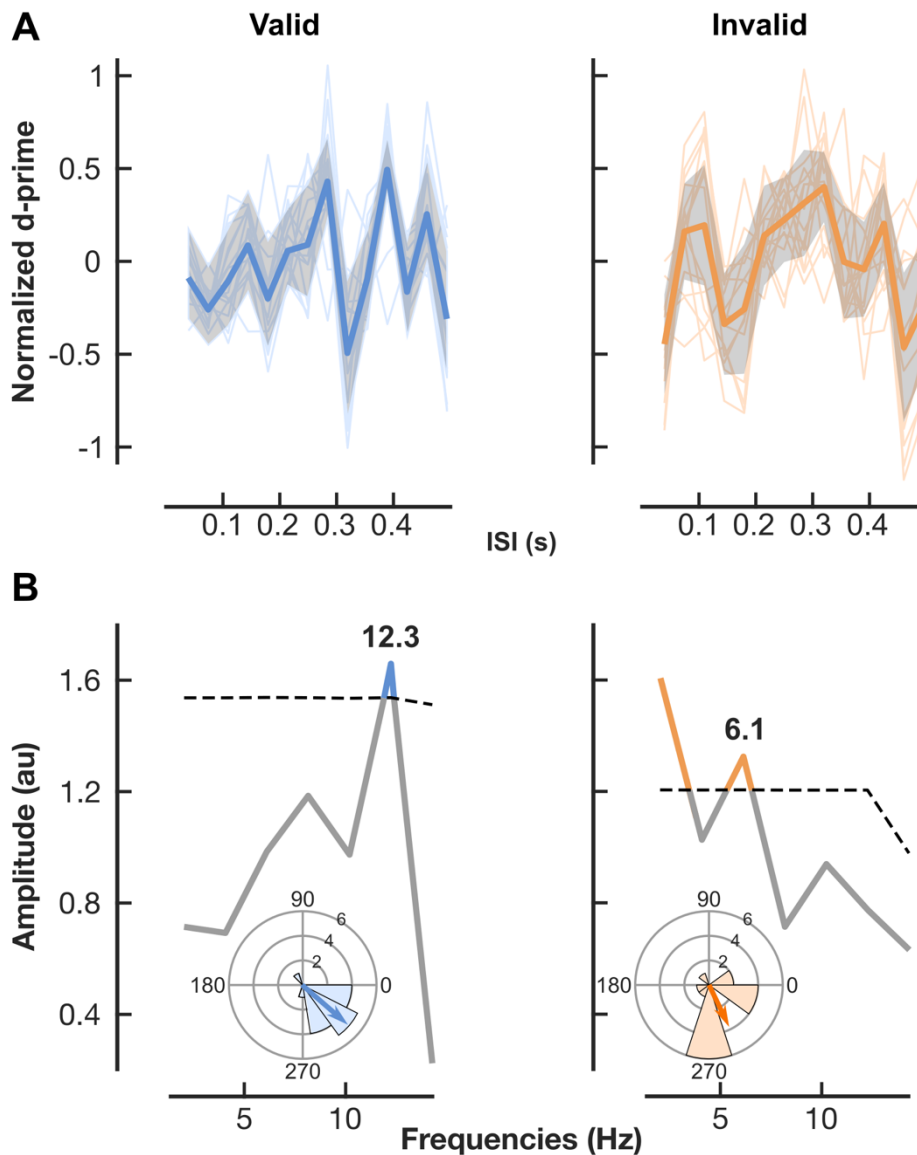 A
Valid
Invalid
Normalized d-prime
1
0.5
0
-0.5
-1
0.1 0.2 0.3 0.4
0.1 0.2 0.3 0.4
ISI (s)
B
Amplitude (au)
1.6
1.2
0.8
0.4
12.3
6.1
90
6
4
2
180
0
270
90
6
4
2
180
0
270
5 10
5 10
Frequencies (Hz)